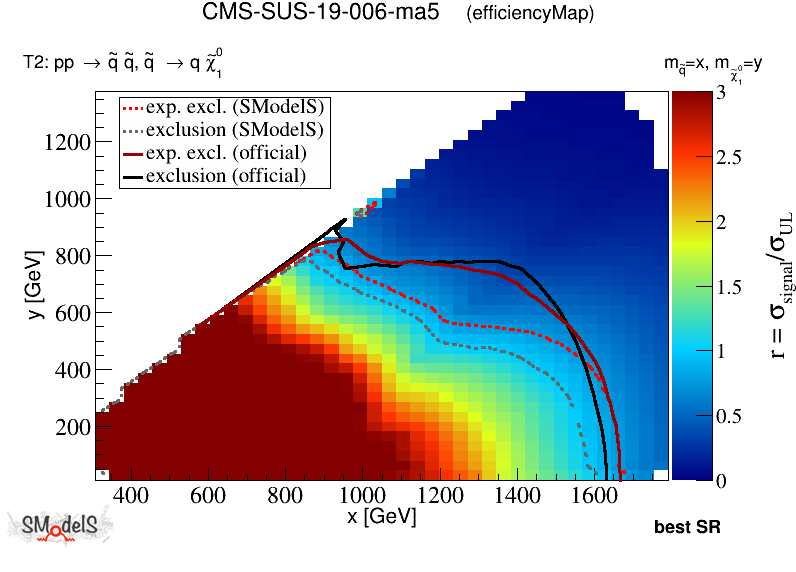 CMS-SUS-19-006-ma5 (efficiencyMap)
T2: pp → q̃ q̃, q̃ → q χ̃₁⁰
m_q̃=x, m_χ̃₁⁰=y
exp. excl. (SModelS)
exclusion (SModelS)
exp. excl. (official)
exclusion (official)
1200
1000
800
600
400
200
y [GeV]
400 600 800 1000 1200 1400 1600
x [GeV]
3
2.5
2
1.5
1
0.5
0
r = σ_signal/σ_UL
SModelS
best SR